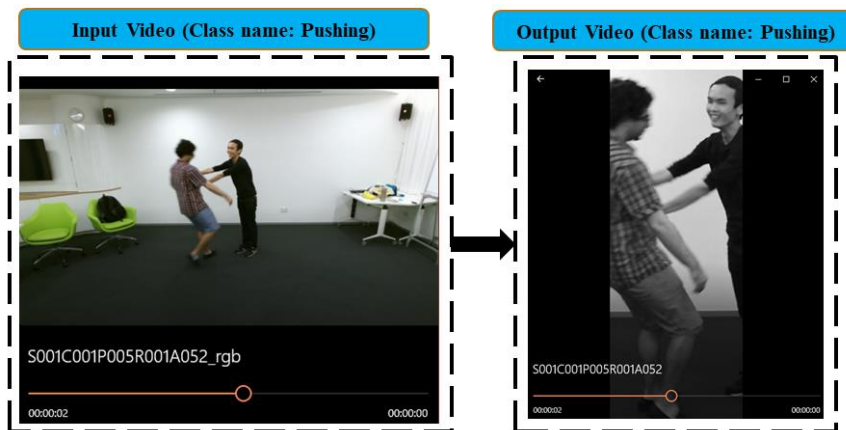 Input Video (Class name: Pushing)
Output Video (Class name: Pushing)
S001C001P005R001A052_rgb
00:00:02
00:00:00
S001C001P005R001A052
00:00:02
00:00:00